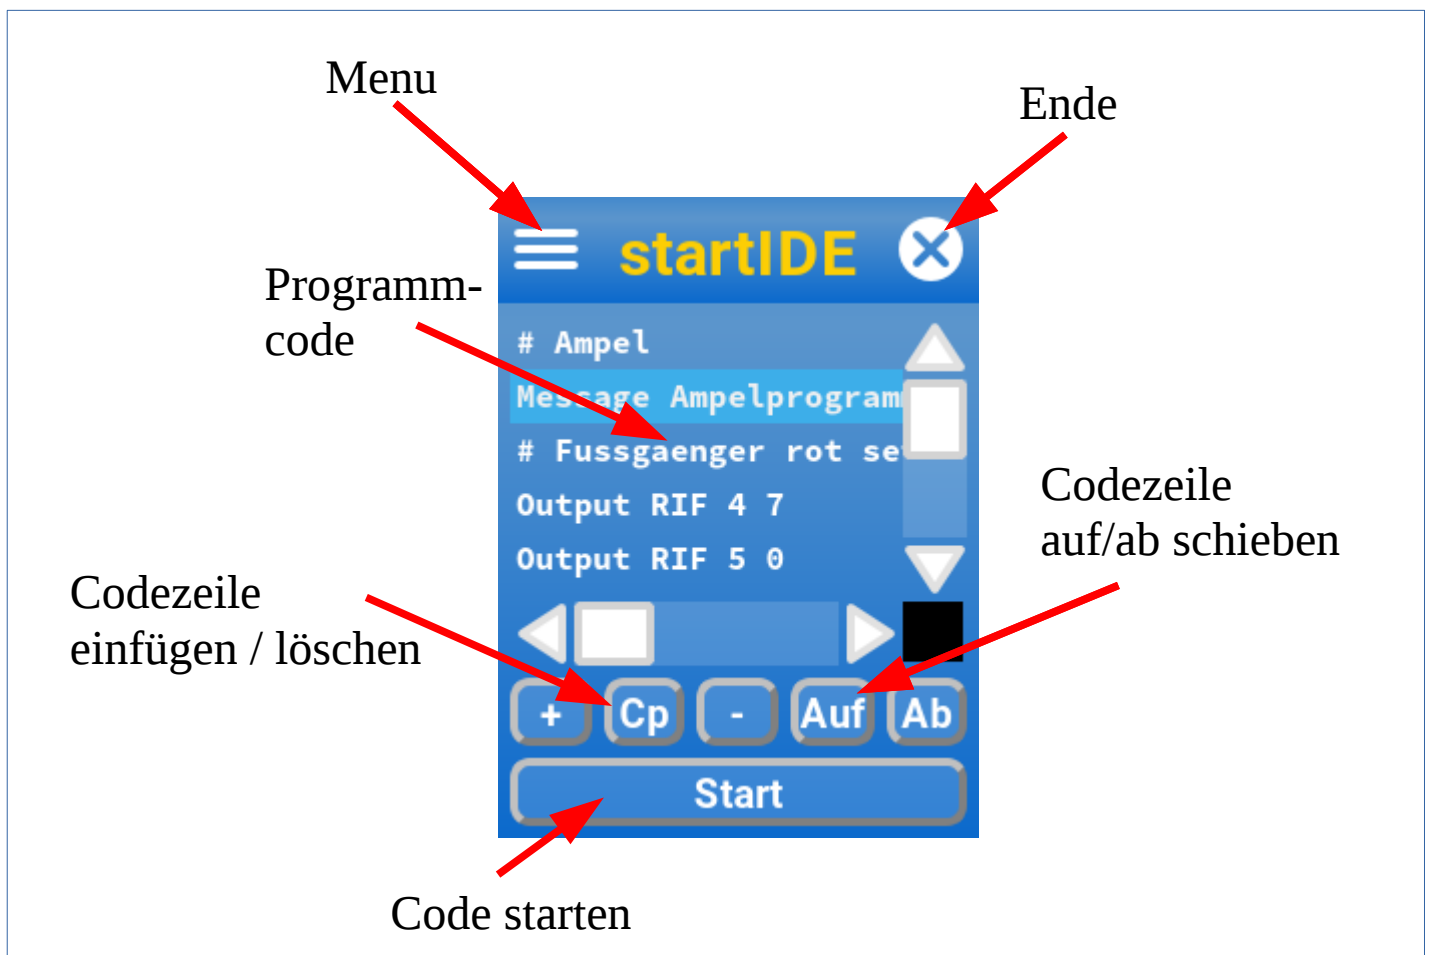 Menu
Ende
startIDE
Programm-
code
# Ampel
Message Ampelprogram
# Fussgaenger rot se
Output RIF 4 7
Output RIF 5 0
Codezeile
auf/ab schieben
Codezeile
einfügen / löschen
+ Cp - Auf Ab
Start
Code starten